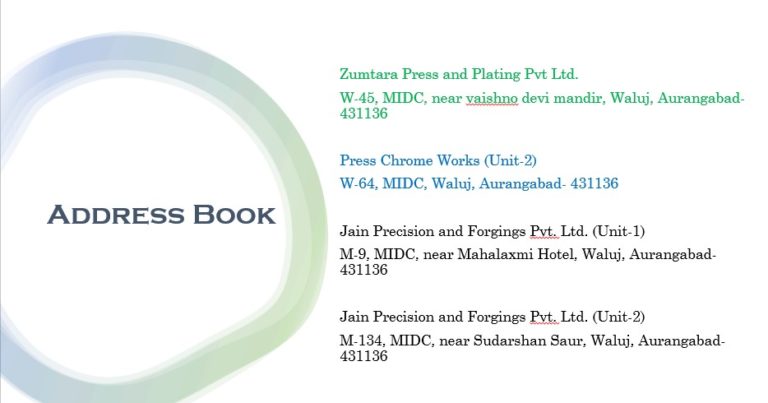 Address Book
Zumtara Press and Plating Pvt Ltd.
W-45, MIDC, near vaishno devi mandir, Waluj, Aurangabad-
431136
Press Chrome Works (Unit-2)
W-64, MIDC, Waluj, Aurangabad- 431136
Jain Precision and Forgings Pvt. Ltd. (Unit-1)
M-9, MIDC, near Mahalaxmi Hotel, Waluj, Aurangabad-
431136
Jain Precision and Forgings Pvt. Ltd. (Unit-2)
M-134, MIDC, near Sudarshan Saur, Waluj, Aurangabad-
431136